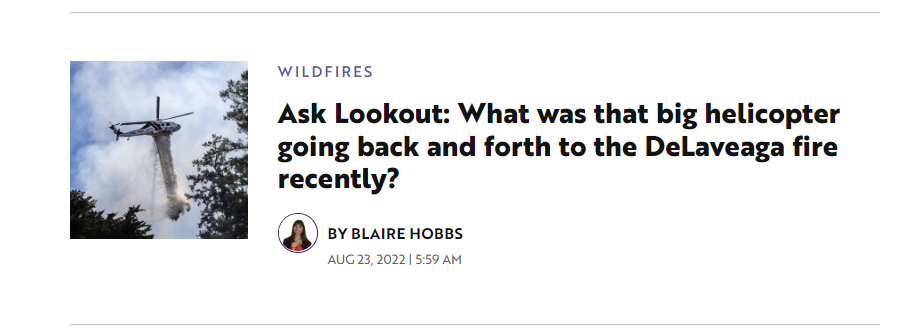 WILDFIRES
Ask Lookout: What was that big helicopter
going back and forth to the DeLaveaga fire
recently?
BY BLAIRE HOBBS
AUG 23, 2022 | 5:59 AM